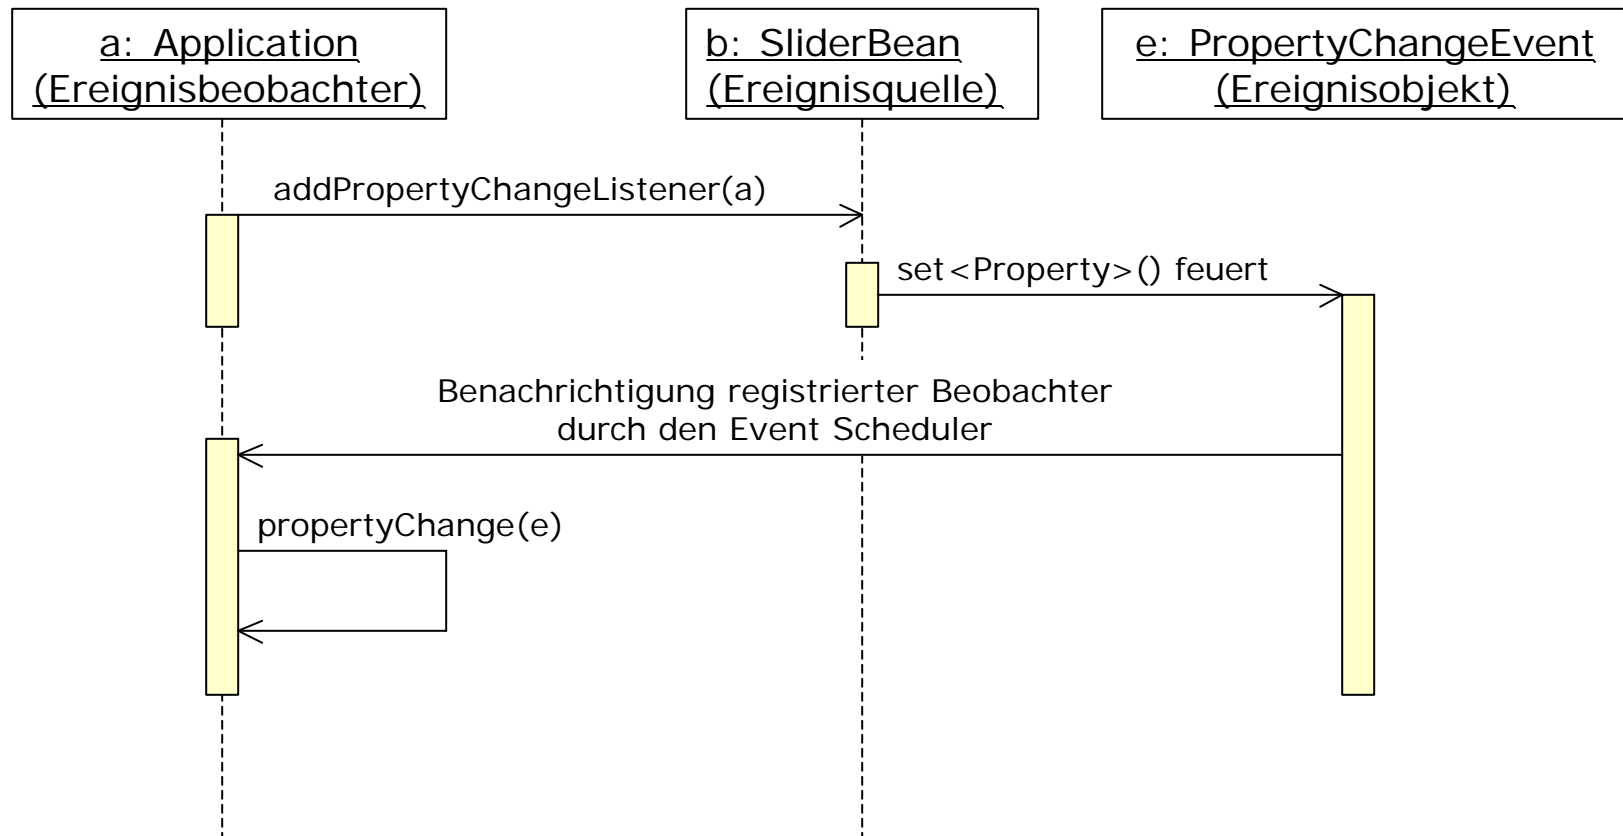 a: Application
(Ereignisbeobachter)
b: SliderBean
(Ereignisquelle)
e: PropertyChangeEvent
(Ereignisobjekt)
addPropertyChangeListener(a)
set<Property>() feuert
Benachrichtigung registrierter Beobachter
durch den Event Scheduler
propertyChange(e)